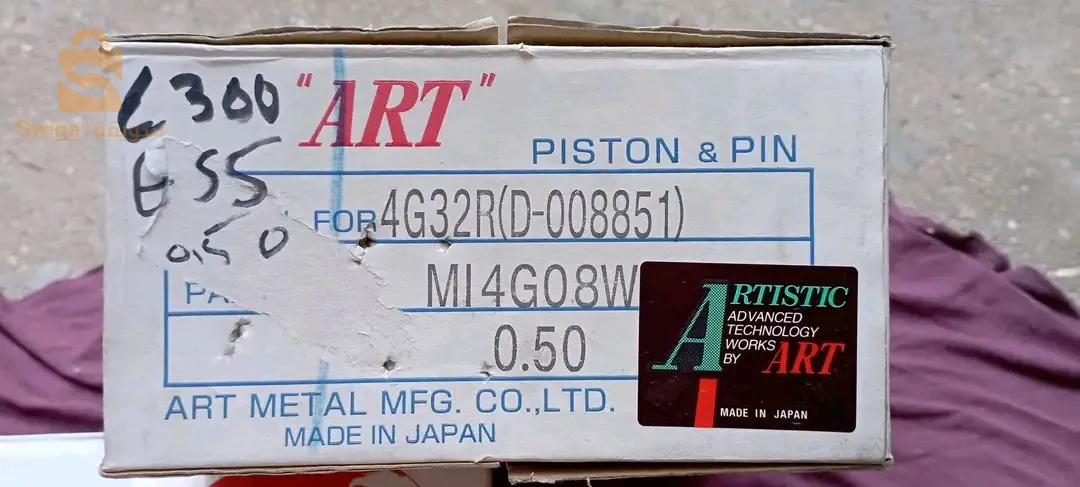 L300
"ART"
PISTON & PIN
E55
FOR 4G32R(D-008851)
0.50
PA
MI4G08W
0.50
ARTISTIC
ADVANCED
TECHNOLOGY
WORKS
BY ART
MADE IN JAPAN
ART METAL MFG. CO.,LTD.
MADE IN JAPAN